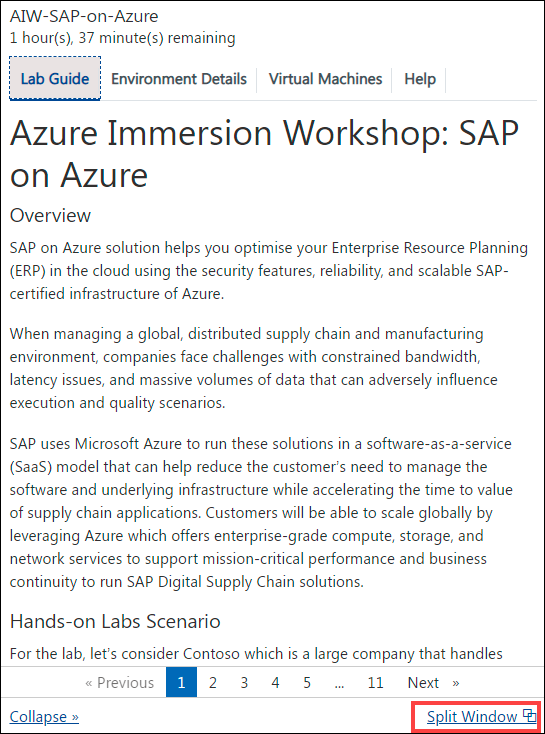 AIW-SAP-on-Azure
1 hour(s), 37 minute(s) remaining
Lab Guide Environment Details Virtual Machines Help
Azure Immersion Workshop: SAP
on Azure
Overview
SAP on Azure solution helps you optimise your Enterprise Resource Planning
(ERP) in the cloud using the security features, reliability, and scalable SAP-
certified infrastructure of Azure.
When managing a global, distributed supply chain and manufacturing
environment, companies face challenges with constrained bandwidth,
latency issues, and massive volumes of data that can adversely influence
execution and quality scenarios.
SAP uses Microsoft Azure to run these solutions in a software-as-a-service
(SaaS) model that can help reduce the customer's need to manage the
software and underlying infrastructure while accelerating the time to value
of supply chain applications. Customers will be able to scale globally by
leveraging Azure which offers enterprise-grade compute, storage, and
network services to support mission-critical performance and business
continuity to run SAP Digital Supply Chain solutions.
Hands-on Labs Scenario
For the lab, let's consider Contoso which is a large company that handles
« Previous 1 2 3 4 5 ... 11 Next »
Collapse » Split Window